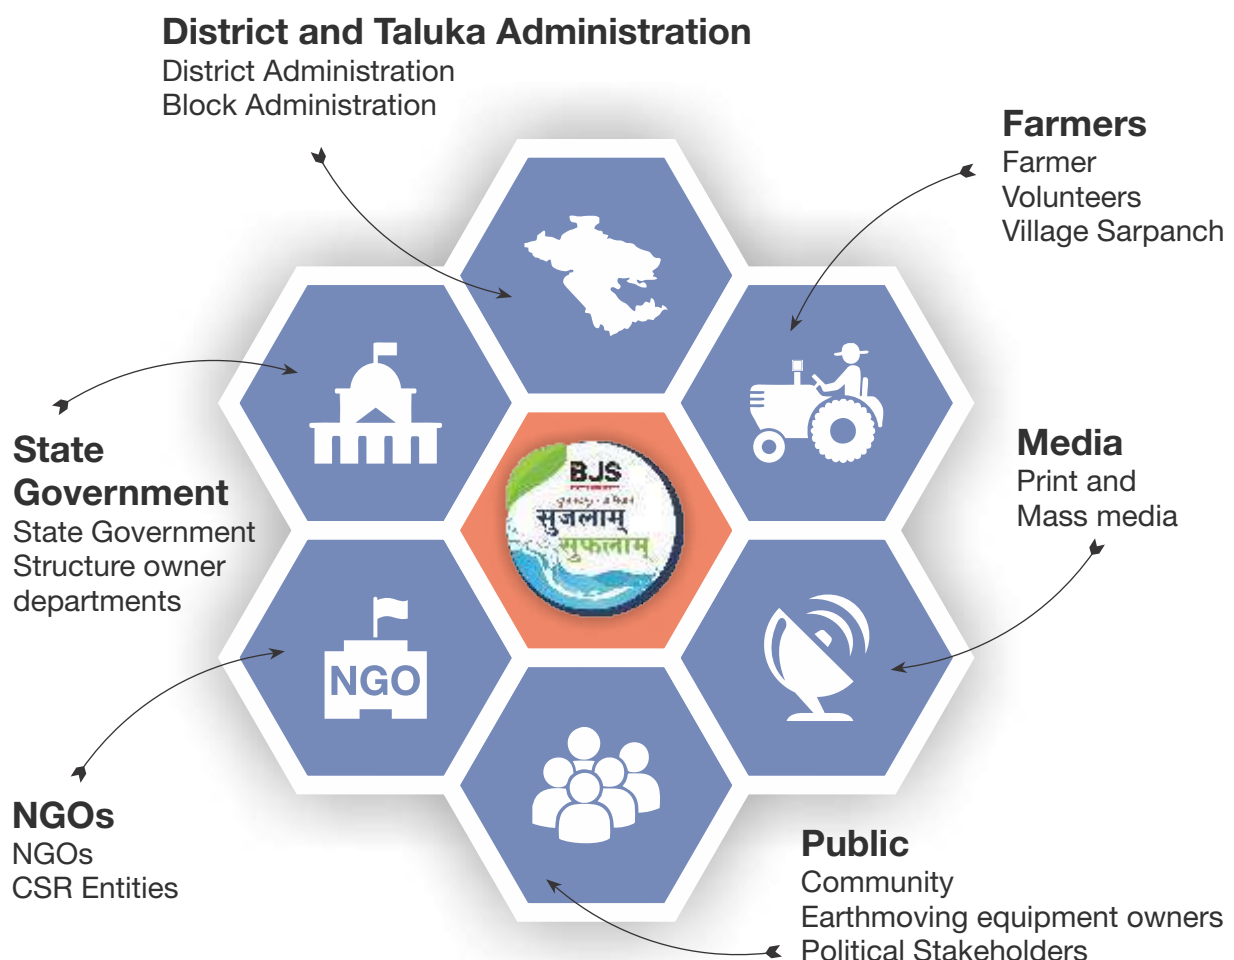 District and Taluka Administration
District Administration
Block Administration
Farmers
Farmer
Volunteers
Village Sarpanch
State
Government
State Government
Structure owner
departments
BJS
सुजलाम्
सुफलाम्
Media
Print and
Mass media
NGO
NGOs
NGOs
CSR Entities
Public
Community
Earthmoving equipment owners
Political Stakeholders